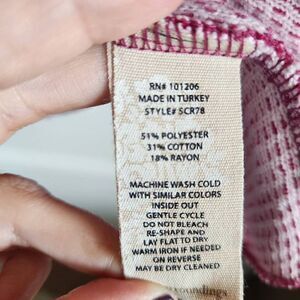 RN# 101206
MADE IN TURKEY
STYLE# SCR78
51% POLYESTER
31% COTTON
18% RAYON
MACHINE WASH COLD
WITH SIMILAR COLORS
INSIDE OUT
GENTLE CYCLE
DO NOT BLEACH
RE-SHAPE AND
LAY FLAT TO DRY
WARM IRON IF NEEDED
ON REVERSE
MAY BE DRY CLEANED